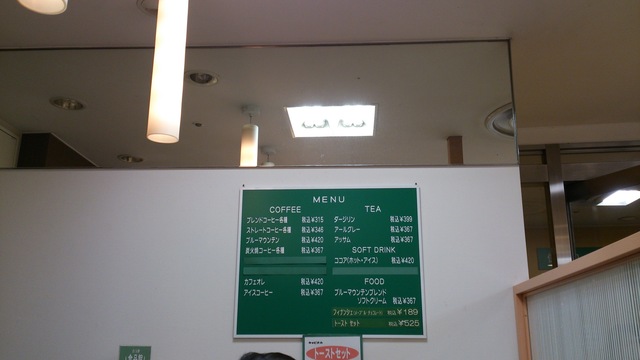 MENU
COFFEE
ブレンドコーヒー各種 税込¥315
ストレートコーヒー各種 税込¥346
ブルーマウンテン 税込¥420
炭火焼コーヒー各種 税込¥367
カフェオレ 税込¥420
アイスコーヒー 税込¥367
TEA
ダージリン 税込¥399
アールグレー 税込¥367
アッサム 税込¥367
SOFT DRINK
ココア(ホット・アイス) 税込¥420
FOOD
ブルーマウンテンブレンド
ソフトクリーム 税込¥367
フィナンシェ 税込¥189
トーストセット 税込¥525
トーストセット